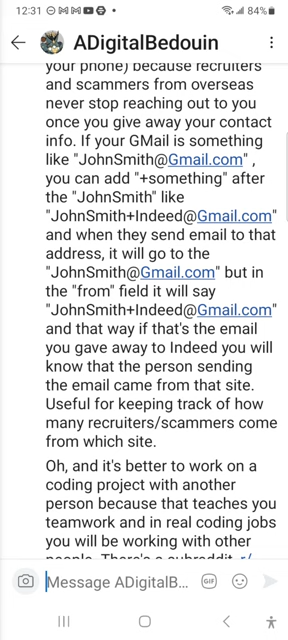 12:31
84%
ADigitalBedouin
your phone) because recruiters
and scammers from overseas
never stop reaching out to you
once you give away your contact
info. If your GMail is something
like "JohnSmith@Gmail.com" ,
you can add "+something" after
the "JohnSmith" like
"JohnSmith+Indeed@Gmail.com"
and when they send email to that
address, it will go to the
"JohnSmith@Gmail.com" but in
the "from" field it will say
"JohnSmith+Indeed@Gmail.com"
and that way if that's the email
you gave away to Indeed you will
know that the person sending
the email came from that site.
Useful for keeping track of how
many recruiters/scammers come
from which site.
Oh, and it's better to work on a
coding project with another
person because that teaches you
teamwork and in real coding jobs
you will be working with other
people. There's a subreddit, r/
Message ADigitalB...
GIF